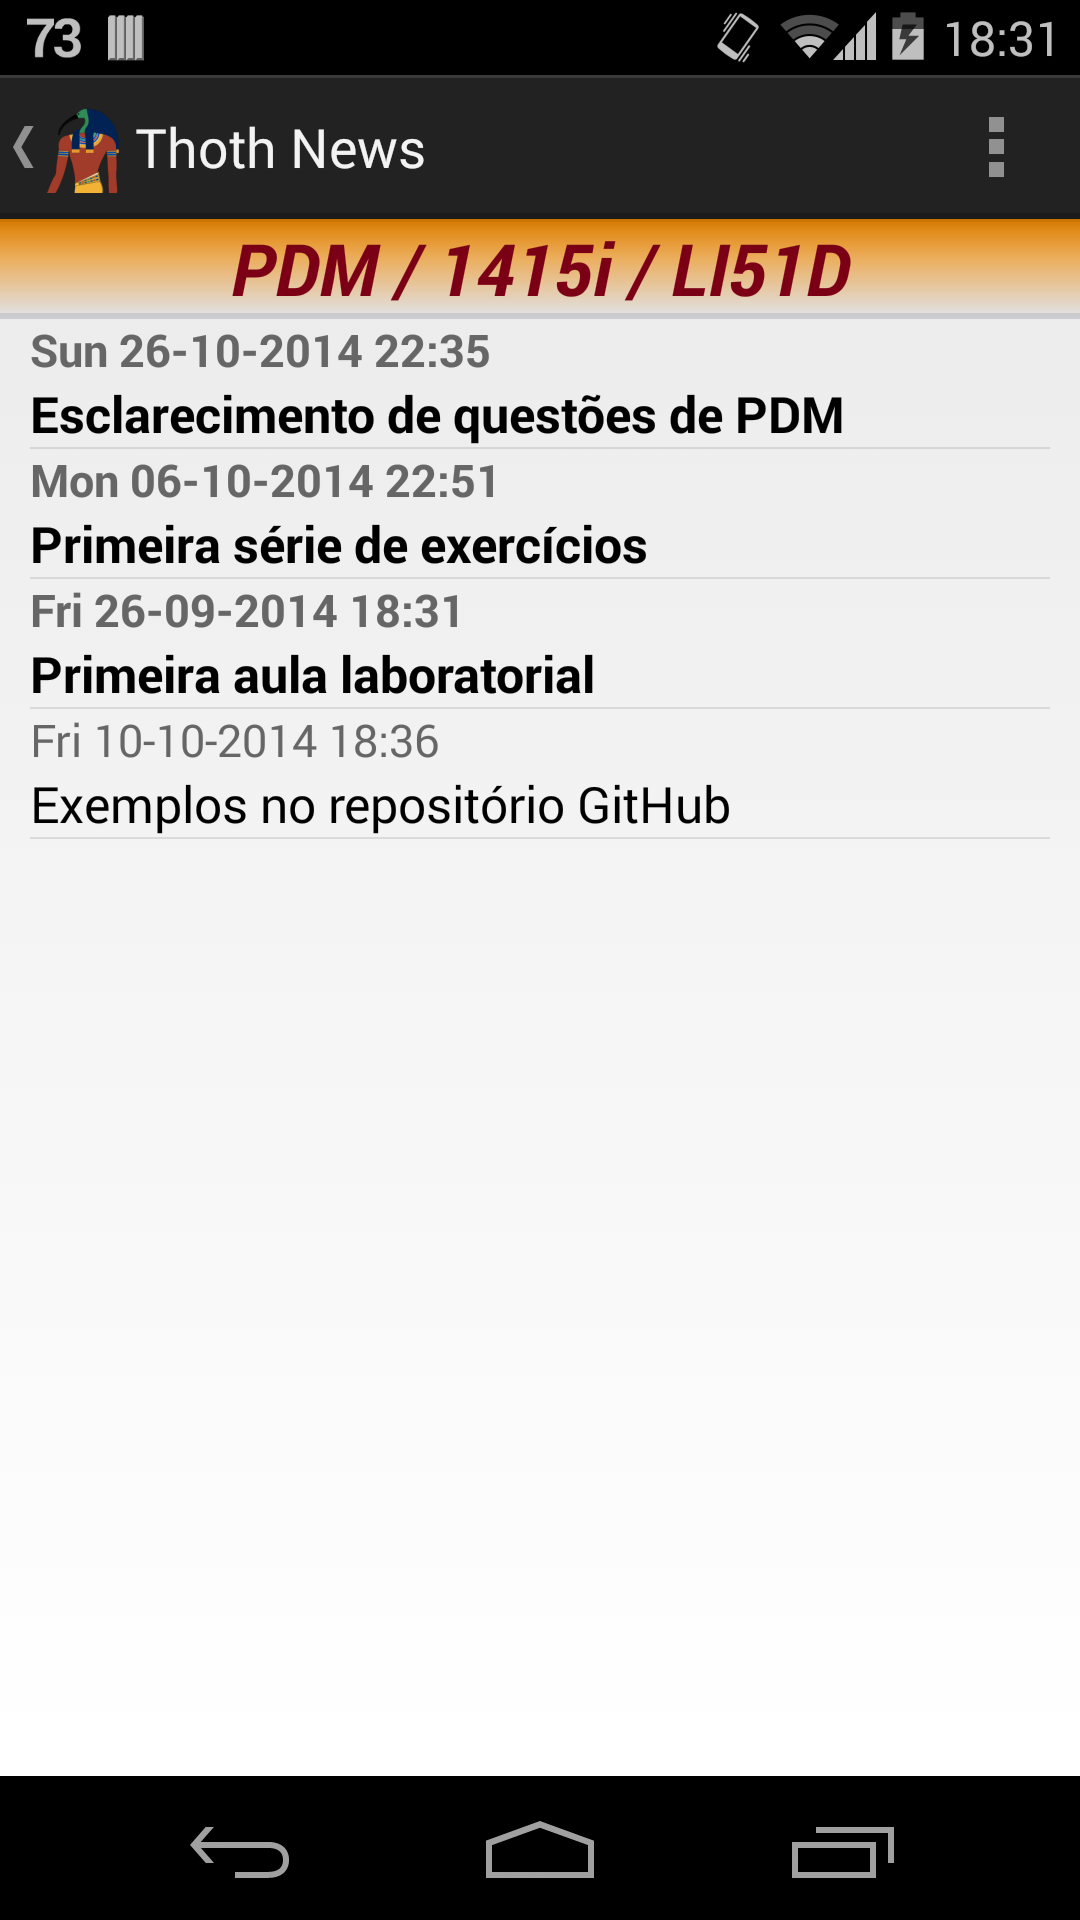 73
18:31
Thoth News
PDM / 1415i / LI51D
Sun 26-10-2014 22:35
Esclarecimento de questões de PDM
Mon 06-10-2014 22:51
Primeira série de exercícios
Fri 26-09-2014 18:31
Primeira aula laboratorial
Fri 10-10-2014 18:36
Exemplos no repositório GitHub